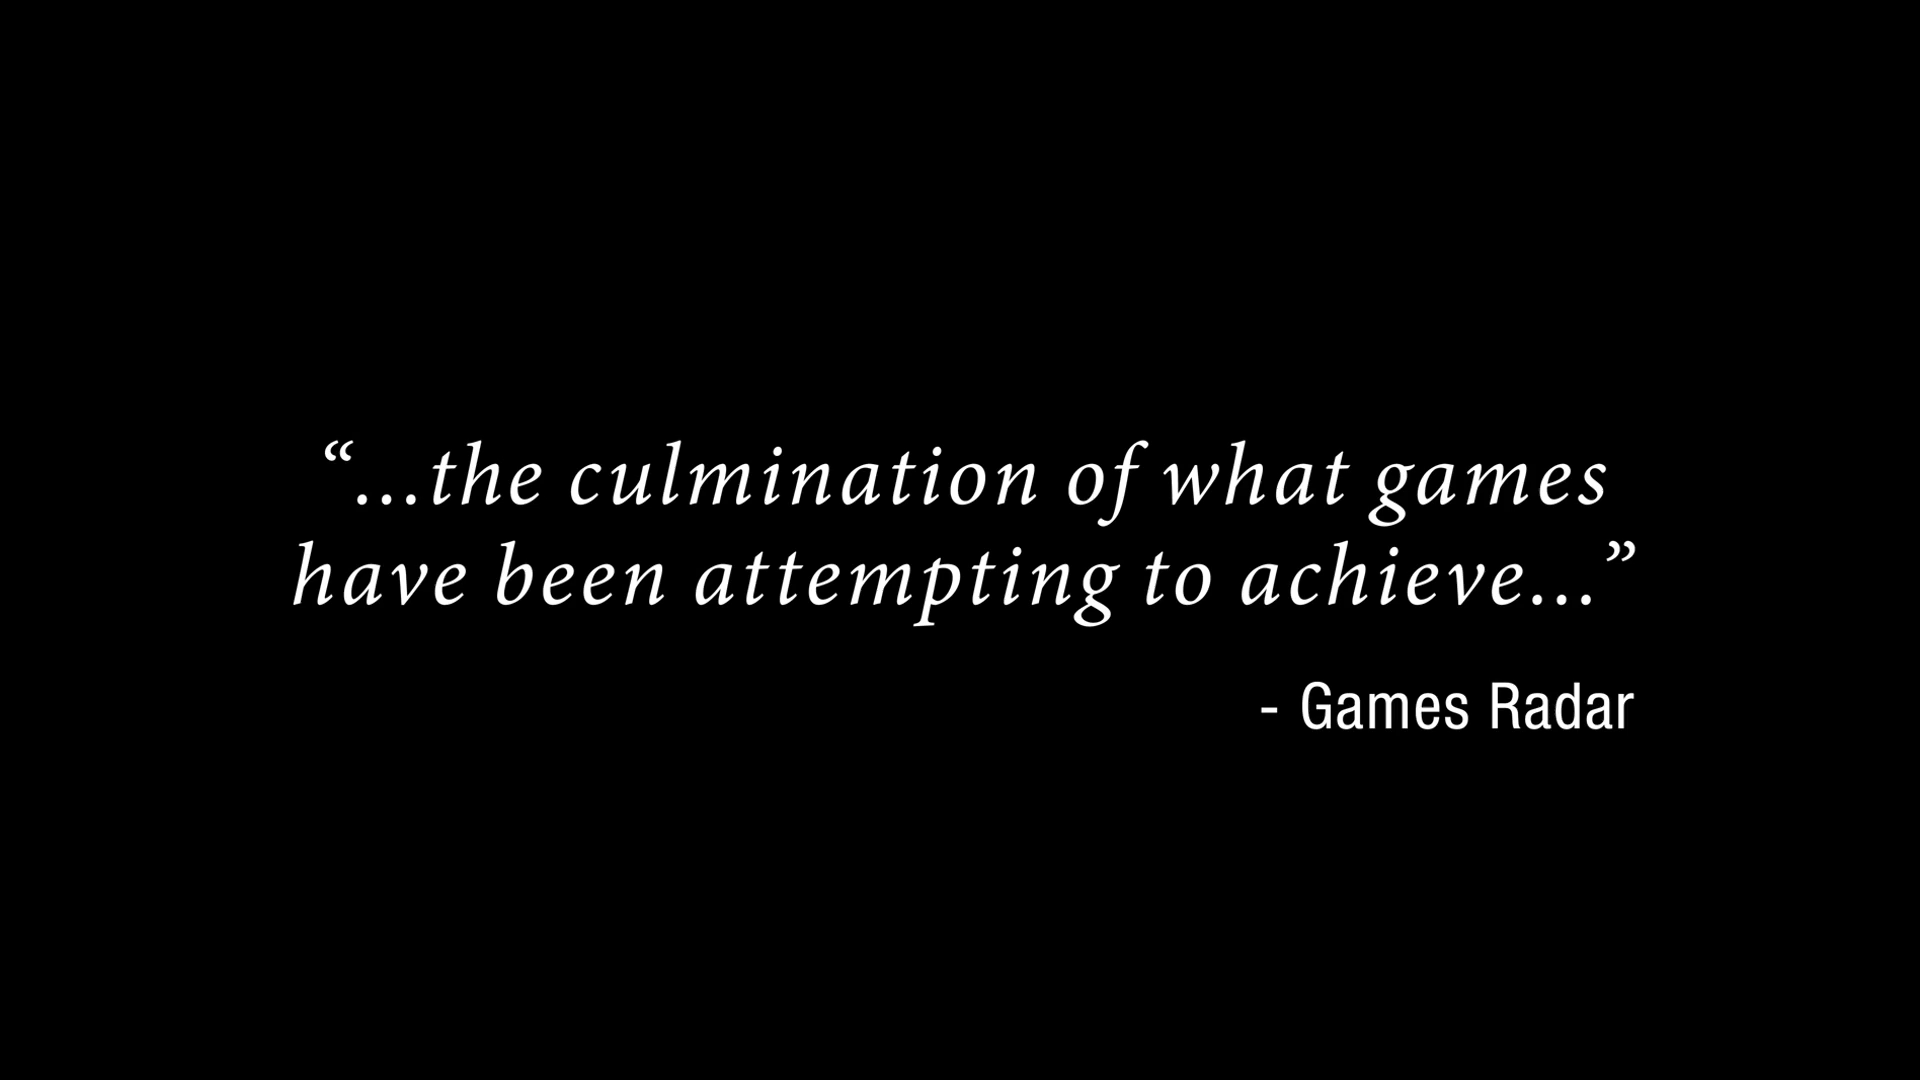 “...the culmination of what games
have been attempting to achieve...”
- Games Radar